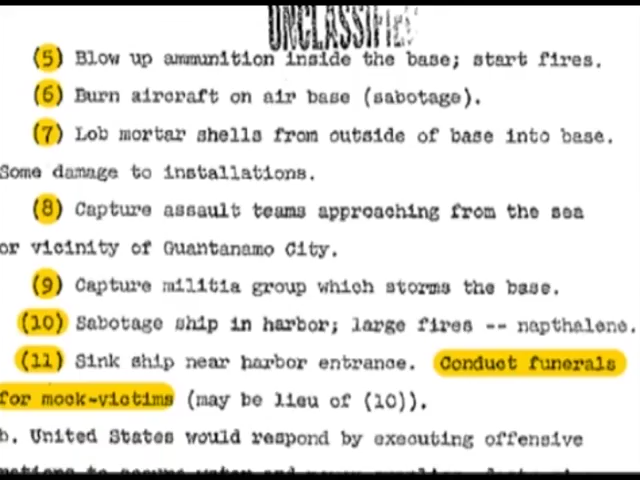 UNCLASSIFIED
(5) Blow up ammunition inside the base; start fires.
(6) Burn aircraft on air base (sabotage).
(7) Lob mortar shells from outside of base into base.
Some damage to installations.
(8) Capture assault teams approaching from the sea
or vicinity of Guantanamo City.
(9) Capture militia group which storms the base.
(10) Sabotage ship in harbor; large fires -- napthalene.
(11) Sink ship near harbor entrance. Conduct funerals
for mock-victims (may be lieu of (10)).
b. United States would respond by executing offensive